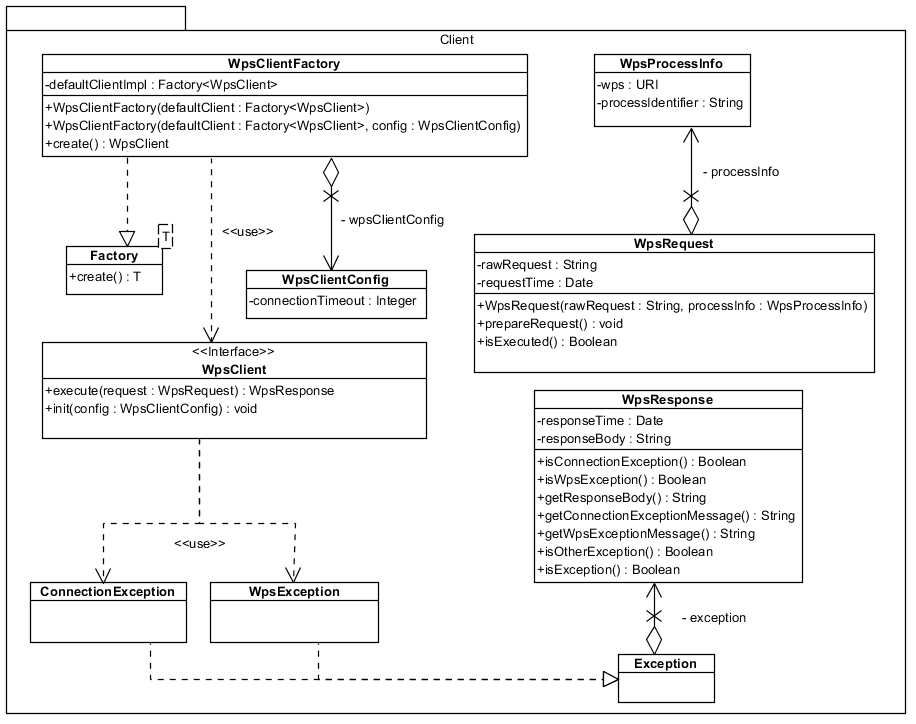 Client
WpsClientFactory
-defaultClientImpl : Factory<WpsClient>
+WpsClientFactory(defaultClient : Factory<WpsClient>)
+WpsClientFactory(defaultClient : Factory<WpsClient>, config : WpsClientConfig)
+create() : WpsClient
WpsProcessInfo
-wps : URI
-processIdentifier : String
- processInfo
<<use>>
- wpsClientConfig
T
Factory
+create() : T
WpsClientConfig
-connectionTimeout : Integer
WpsRequest
-rawRequest : String
-requestTime : Date
+WpsRequest(rawRequest : String, processInfo : WpsProcessInfo)
+prepareRequest() : void
+isExecuted() : Boolean
<<Interface>>
WpsClient
+execute(request : WpsRequest) : WpsResponse
+init(config : WpsClientConfig) : void
WpsResponse
-responseTime : Date
-responseBody : String
+isConnectionException() : Boolean
+isWpsException() : Boolean
+getResponseBody() : String
+getConnectionExceptionMessage() : String
+getWpsExceptionMessage() : String
+isOtherException() : Boolean
+isException() : Boolean
<<use>>
ConnectionException
WpsException
- exception
Exception